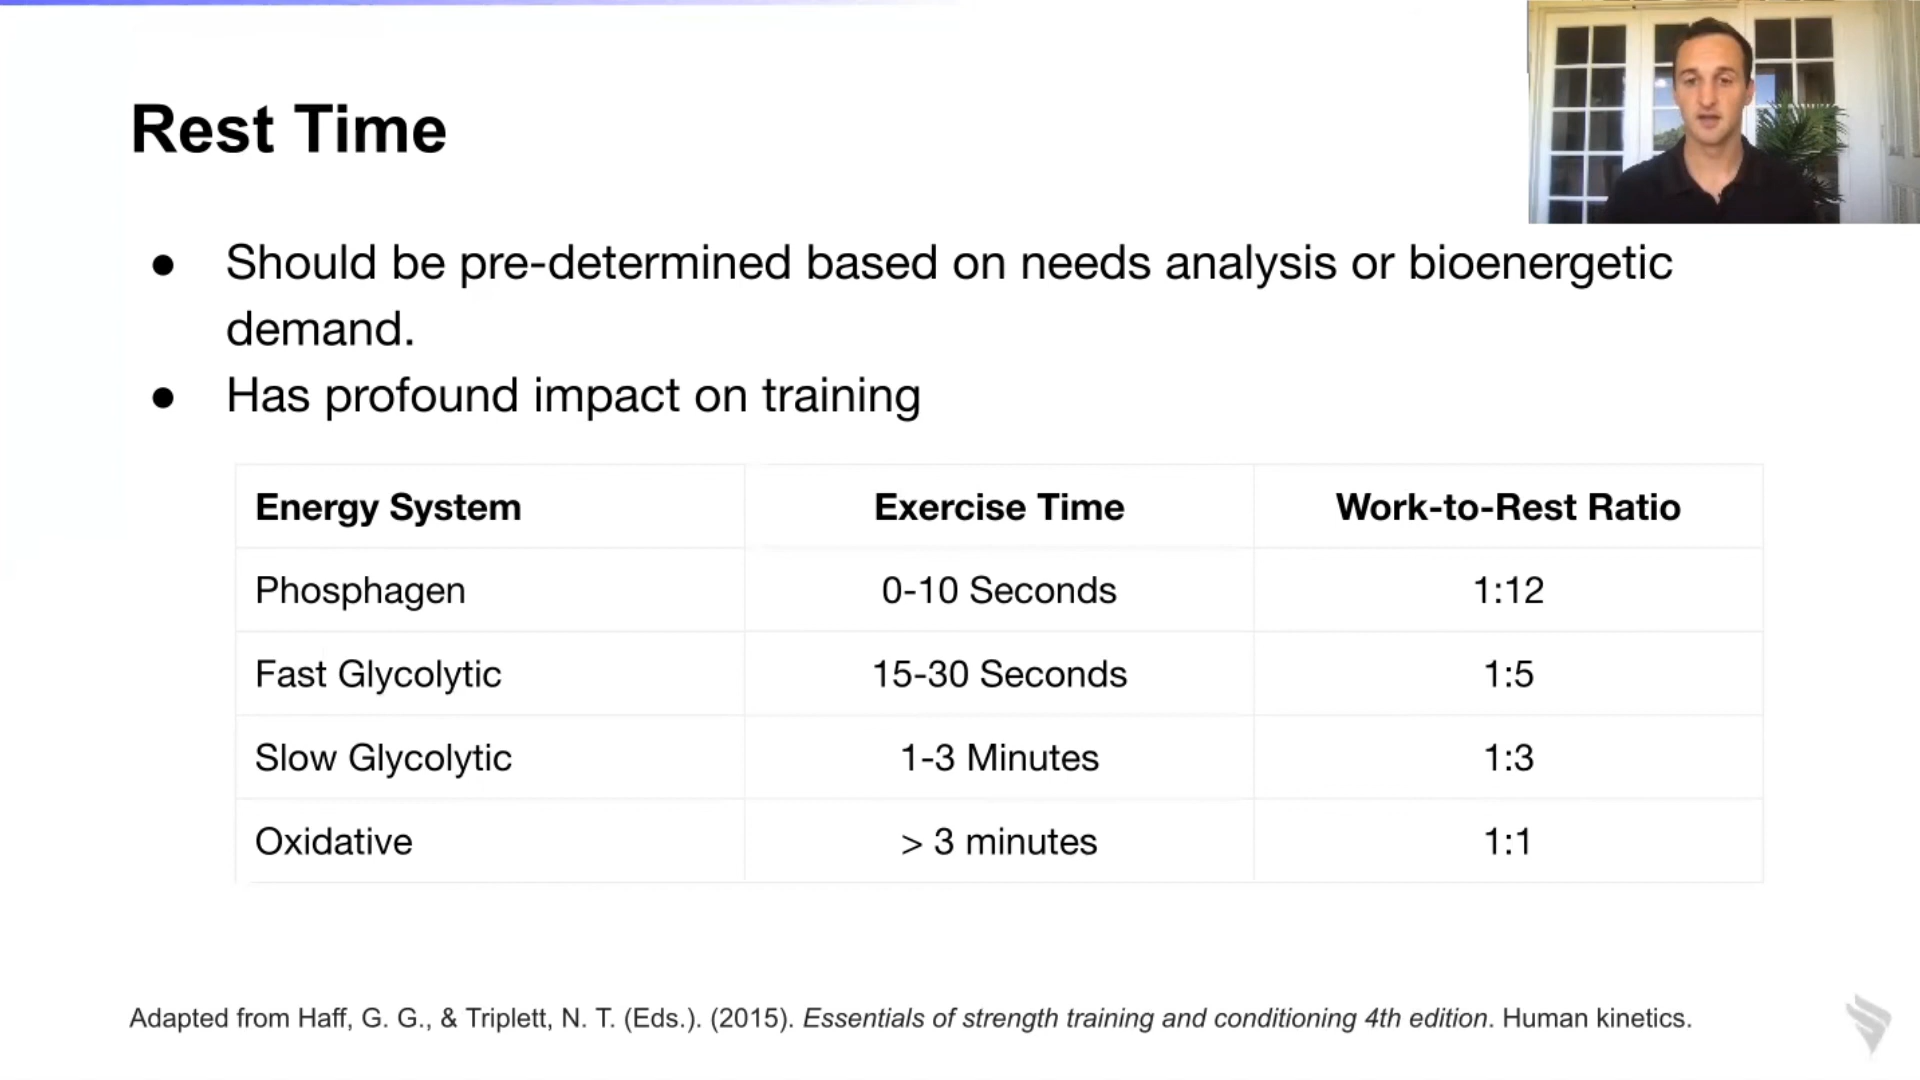 Rest Time
● Should be pre-determined based on needs analysis or bioenergetic
demand.
● Has profound impact on training
Energy System Exercise Time Work-to-Rest Ratio
Phosphagen 0-10 Seconds 1:12
Fast Glycolytic 15-30 Seconds 1:5
Slow Glycolytic 1-3 Minutes 1:3
Oxidative > 3 minutes 1:1
Adapted from Haff, G. G., & Triplett, N. T. (Eds.). (2015). Essentials of strength training and conditioning 4th edition. Human kinetics.